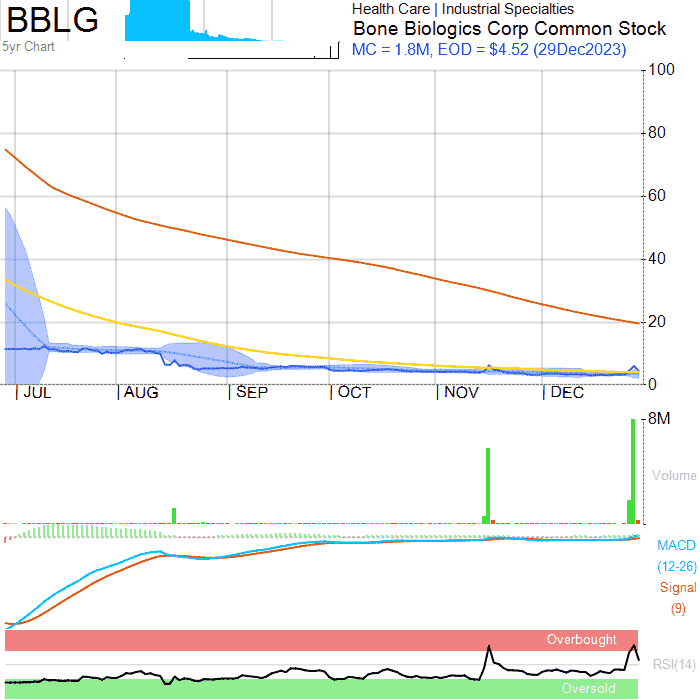 BBLG
5yr Chart
Health Care | Industrial Specialties
Bone Biologics Corp Common Stock
MC = 1.8M, EOD = $4.52 (29Dec2023)
100
80
60
40
20
0
JUL
AUG
SEP
OCT
NOV
DEC
8M
Volume
MACD
(12-26)
Signal
(9)
Overbought
RSI(14)
Oversold